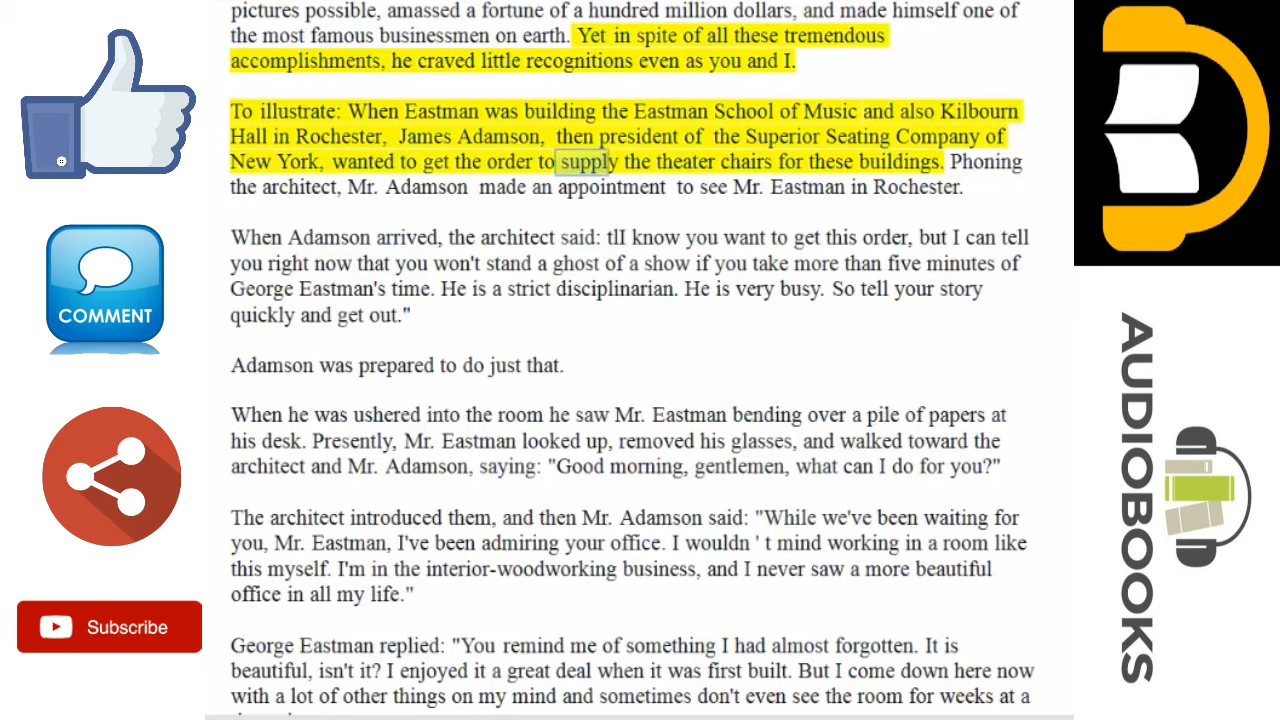 pictures possible, amassed a fortune of a hundred million dollars, and made himself one of
the most famous businessmen on earth. Yet in spite of all these tremendous
accomplishments, he craved little recognitions even as you and I.
To illustrate: When Eastman was building the Eastman School of Music and also Kilbourn
Hall in Rochester, James Adamson, then president of the Superior Seating Company of
New York, wanted to get the order to supply the theater chairs for these buildings. Phoning
the architect, Mr. Adamson made an appointment to see Mr. Eastman in Rochester.
When Adamson arrived, the architect said: tlI know you want to get this order, but I can tell
you right now that you won't stand a ghost of a show if you take more than five minutes of
George Eastman's time. He is a strict disciplinarian. He is very busy. So tell your story
quickly and get out."
Adamson was prepared to do just that.
When he was ushered into the room he saw Mr. Eastman bending over a pile of papers at
his desk. Presently, Mr. Eastman looked up, removed his glasses, and walked toward the
architect and Mr. Adamson, saying: "Good morning, gentlemen, what can I do for you?"
The architect introduced them, and then Mr. Adamson said: "While we've been waiting for
you, Mr. Eastman, I've been admiring your office. I wouldn ' t mind working in a room like
this myself. I'm in the interior-woodworking business, and I never saw a more beautiful
office in all my life."
George Eastman replied: "You remind me of something I had almost forgotten. It is
beautiful, isn't it? I enjoyed it a great deal when it was first built. But I come down here now
with a lot of other things on my mind and sometimes don't even see the room for weeks at a
COMMENT
Subscribe
AUDIOBOOKS